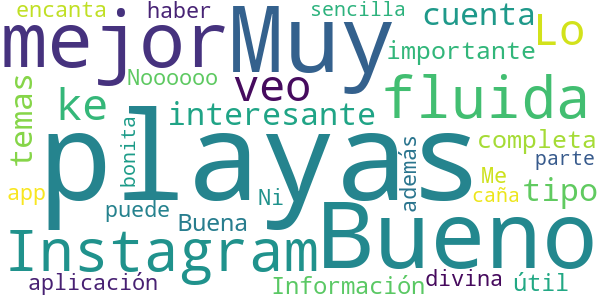 encanta haber sencilla cuenta Lo
mejor Muy importante
Noooooo
temas ke veo interesante fluida
playas
bonita además completa
parte
app puede Ni Me caña tipo
Buena Bueno
Instagram
aplicación Información divina útil